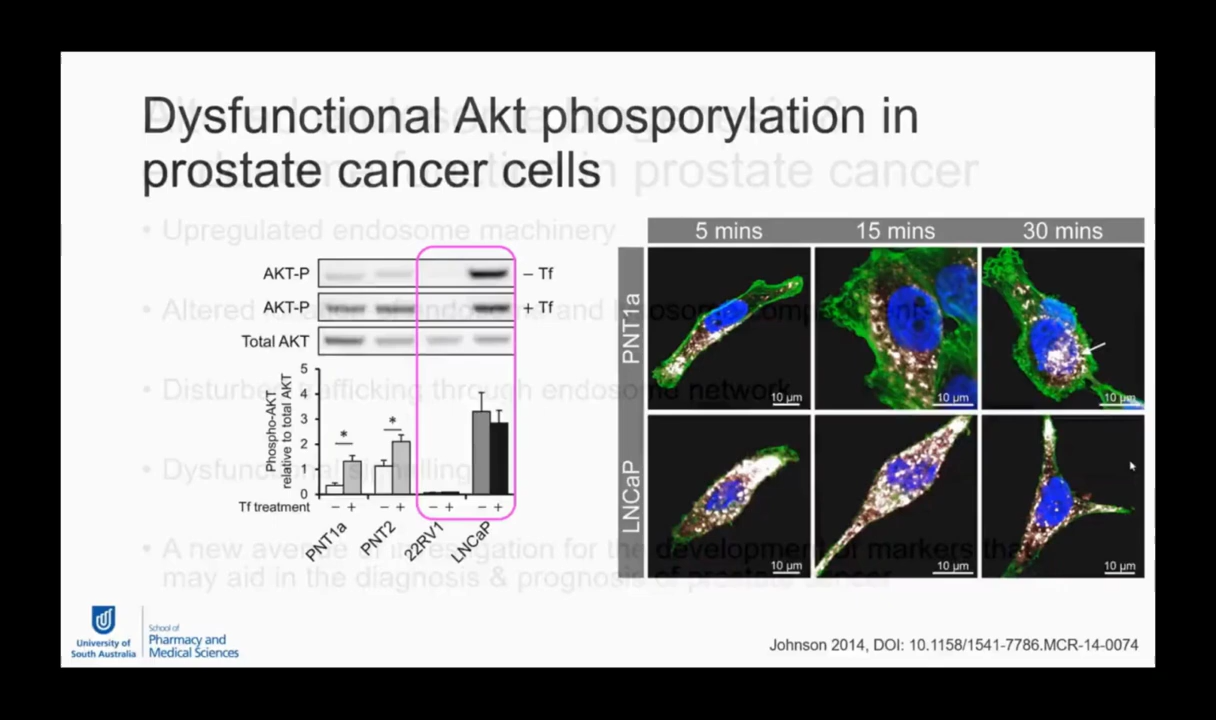 Dysfunctional Akt phosporylation in
prostate cancer cells
in prostate cancer
• Upregulated endosome machinery
• Altered
and
• Disturbed trafficking through endosome network
• Dysfunctional signalling
• A new avenue of investigation for the development of markers that
may aid in the diagnosis & prognosis of prostate cancer
AKT-P
– Tf
AKT-P
+ Tf
Total AKT
Phospho-AKT
relative to total AKT
5
4
3
2
1
0
*
*
Tf treatment
– + – + – + – +
PNT1a
PNT2
22RV1
LNCaP
5 mins
15 mins
30 mins
PNT1a
10 µm
10 µm
10 µm
LNCaP
10 µm
10 µm
10 µm
University of
South Australia
School of
Pharmacy and
Medical Sciences
Johnson 2014, DOI: 10.1158/1541-7786.MCR-14-0074